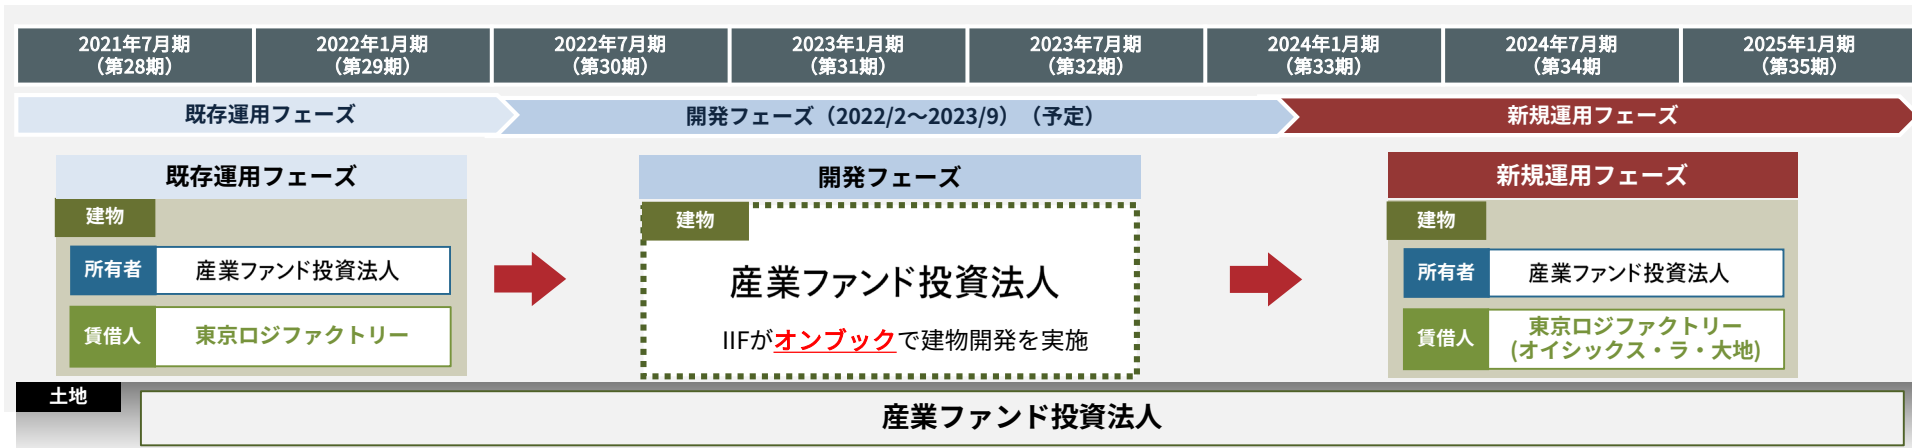 2021年7月期
（第28期）
2022年1月期
（第29期）
2022年7月期
（第30期）
2023年1月期
（第31期）
2023年7月期
（第32期）
2024年1月期
（第33期）
2024年7月期
（第34期
2025年1月期
（第35期）
既存運用フェーズ
開発フェーズ（2022/2～2023/9）（予定）
新規運用フェーズ
既存運用フェーズ
建物
所有者
産業ファンド投資法人
賃借人
東京ロジファクトリー
開発フェーズ
建物
産業ファンド投資法人
IIFがオンブックで建物開発を実施
新規運用フェーズ
建物
所有者
産業ファンド投資法人
賃借人
東京ロジファクトリー
(オイシックス・ラ・大地)
土地
産業ファンド投資法人